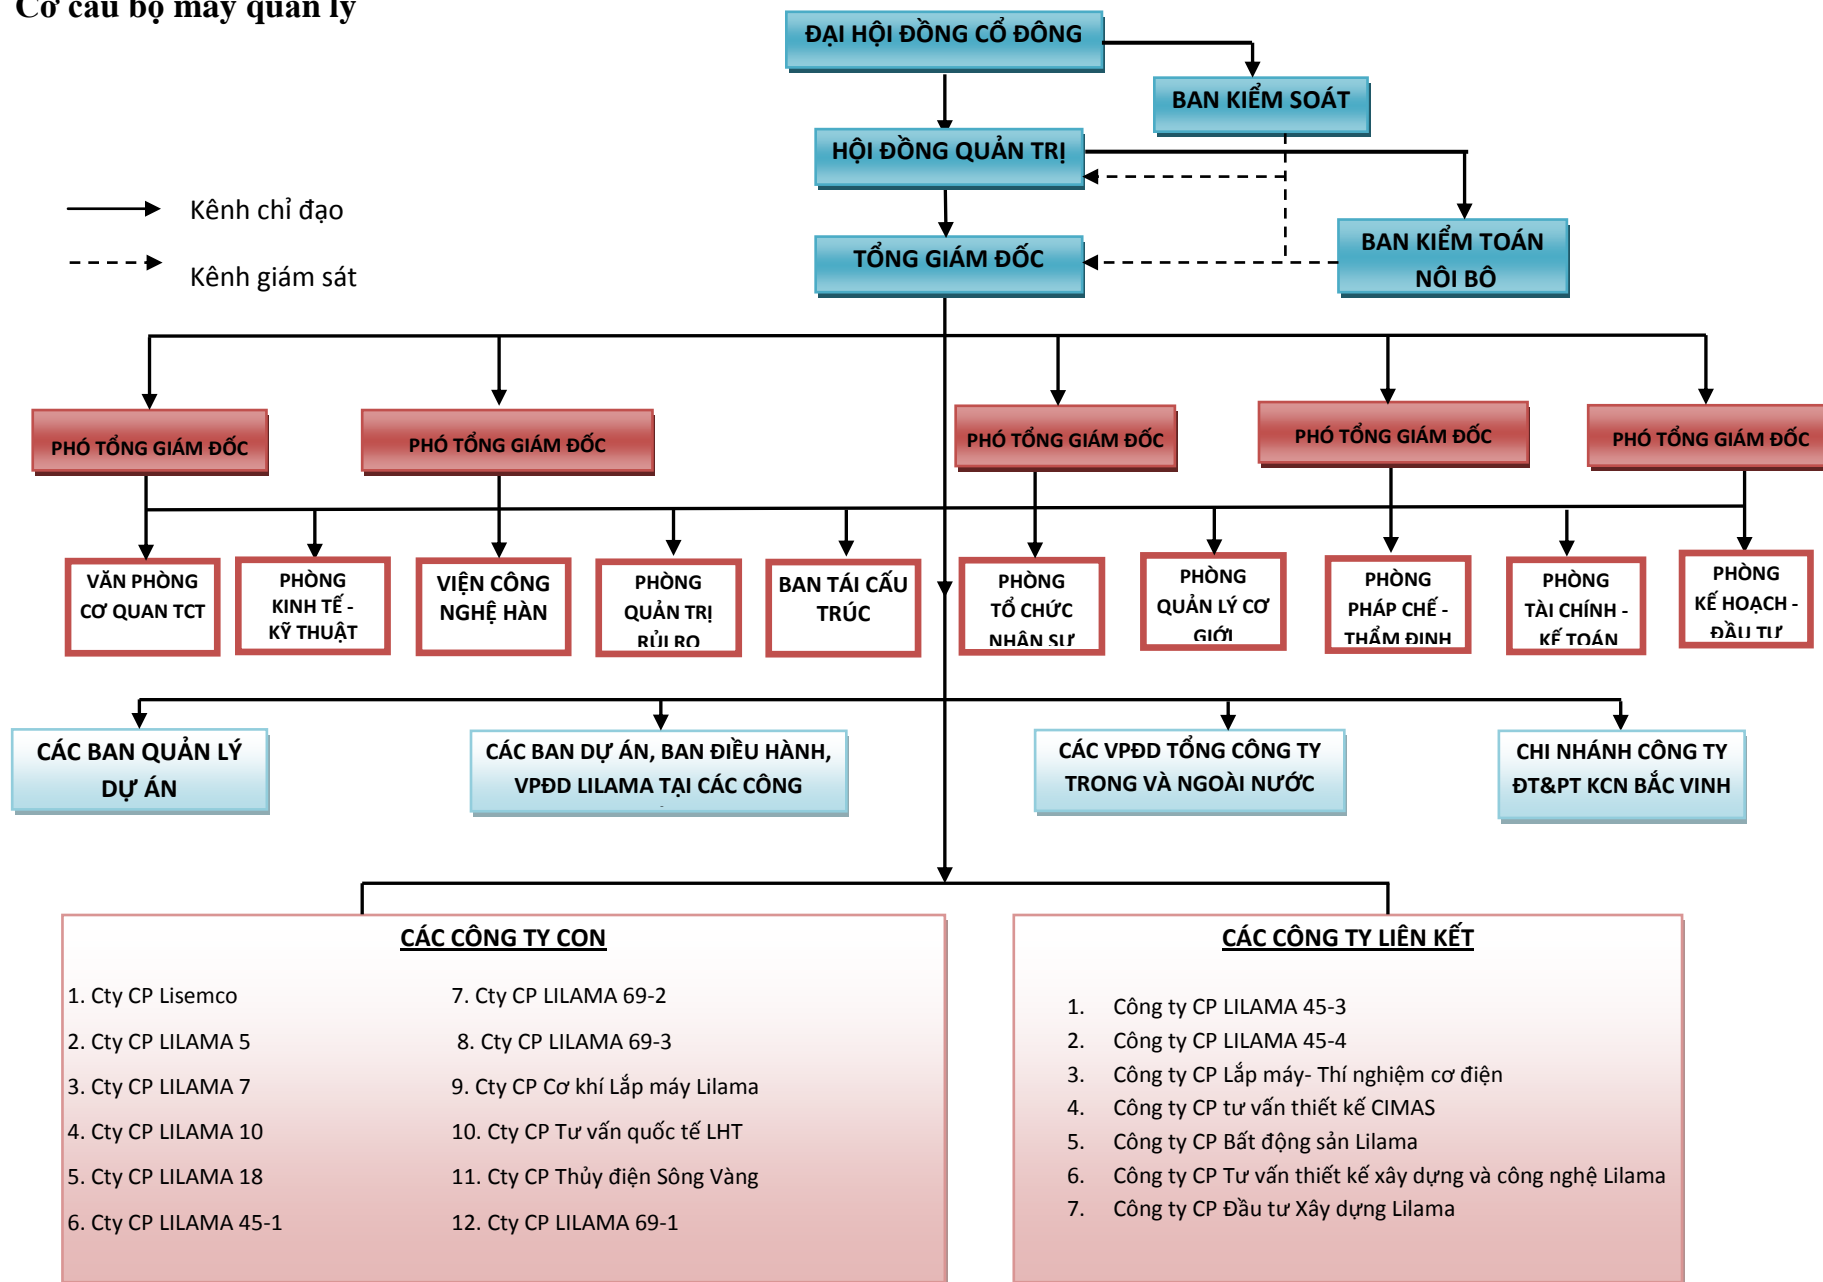 Cơ cấu bộ máy quản lý
ĐẠI HỘI ĐỒNG CỔ ĐÔNG
BAN KIỂM SOÁT
HỘI ĐỒNG QUẢN TRỊ
Kênh chỉ đạo
BAN KIỂM TOÁN
NỘI BỘ
TỔNG GIÁM ĐỐC
Kênh giám sát
PHÓ TỔNG GIÁM ĐỐC
PHÓ TỔNG GIÁM ĐỐC
PHÓ TỔNG GIÁM ĐỐC
PHÓ TỔNG GIÁM ĐỐC
PHÓ TỔNG GIÁM ĐỐC
VĂN PHÒNG
CƠ QUAN TCT
PHÒNG
KINH TẾ -
KỸ THUẬT
VIỆN CÔNG
NGHỆ HÀN
PHÒNG
QUẢN TRỊ
RỦI RO
BAN TÁI CẤU
TRÚC
PHÒNG
TỔ CHỨC
NHÂN SỰ
PHÒNG
QUẢN LÝ CƠ
GIỚI
PHÒNG
PHÁP CHẾ -
THẨM ĐỊNH
PHÒNG
TÀI CHÍNH -
KẾ TOÁN
PHÒNG
KẾ HOẠCH -
ĐẦU TƯ
CÁC BAN QUẢN LÝ
DỰ ÁN
CÁC BAN DỰ ÁN, BAN ĐIỀU HÀNH,
VPĐD LILAMA TẠI CÁC CÔNG
CÁC VPĐD TỔNG CÔNG TY
TRONG VÀ NGOÀI NƯỚC
CHI NHÁNH CÔNG TY
ĐT&PT KCN BẮC VINH
CÁC CÔNG TY CON
1. Cty CP Lisemco
2. Cty CP LILAMA 5
3. Cty CP LILAMA 7
4. Cty CP LILAMA 10
5. Cty CP LILAMA 18
6. Cty CP LILAMA 45-1
7. Cty CP LILAMA 69-2
8. Cty CP LILAMA 69-3
9. Cty CP Cơ khí Lắp máy Lilama
10. Cty CP Tư vấn quốc tế LHT
11. Cty CP Thủy điện Sông Vàng
12. Cty CP LILAMA 69-1
CÁC CÔNG TY LIÊN KẾT
1. Công ty CP LILAMA 45-3
2. Công ty CP LILAMA 45-4
3. Công ty CP Lắp máy- Thí nghiệm cơ điện
4. Công ty CP tư vấn thiết kế CIMAS
5. Công ty CP Bất động sản Lilama
6. Công ty CP Tư vấn thiết kế xây dựng và công nghệ Lilama
7. Công ty CP Đầu tư Xây dựng Lilama